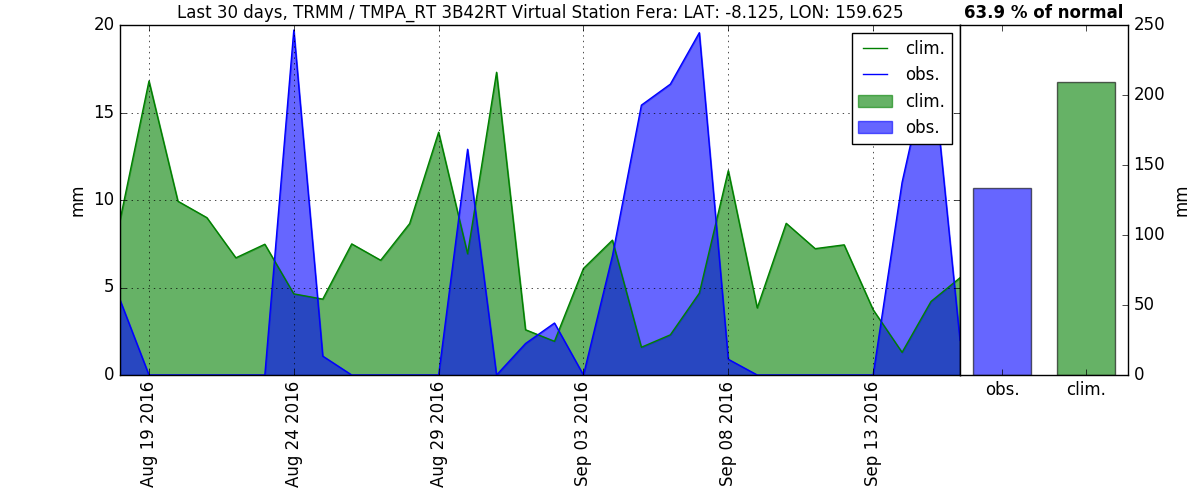 Last 30 days, TRMM / TMPA_RT 3B42RT Virtual Station Fera: LAT: -8.125, LON: 159.625
63.9 % of normal
20
15
10
5
0
mm
clim.
obs.
clim.
obs.
250
200
150
100
50
0
mm
obs.
clim.
Aug 19 2016
Aug 24 2016
Aug 29 2016
Sep 03 2016
Sep 08 2016
Sep 13 2016